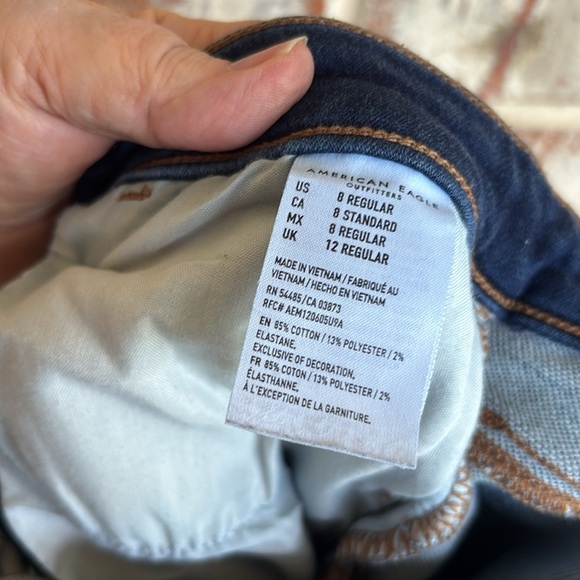 AMERICAN EAGLE
OUTFITTERS
US 8 REGULAR
CA 8 STANDARD
MX 8 REGULAR
UK 12 REGULAR
MADE IN VIETNAM / FABRIQUÉ AU
VIETNAM / HECHO EN VIETNAM
RN 54485/CA 03873
RFC# AEM120605U9A
EN 85% COTTON / 13% POLYESTER / 2%
ELASTANE.
EXCLUSIVE OF DECORATION.
FR 85% COTON / 13% POLYESTER / 2%
ÉLASTHANNE.
À L'EXCEPTION DE LA GARNITURE.